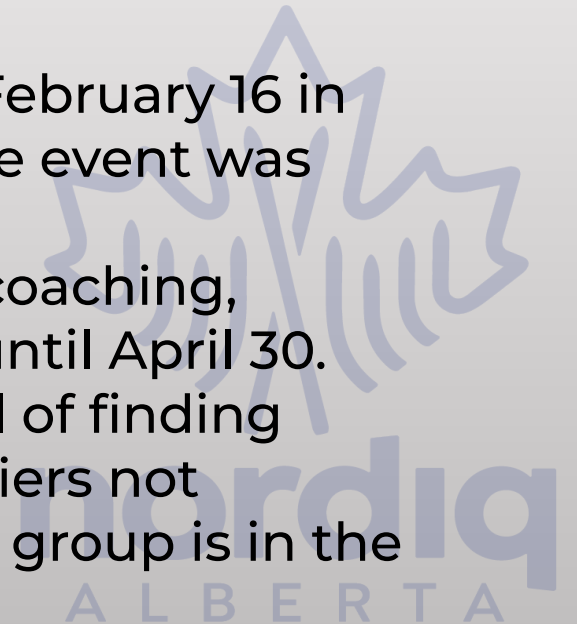 February 16 in
e event was
coaching,
until April 30.
l of finding
iers not
group is in the
nordiq
ALBERTA